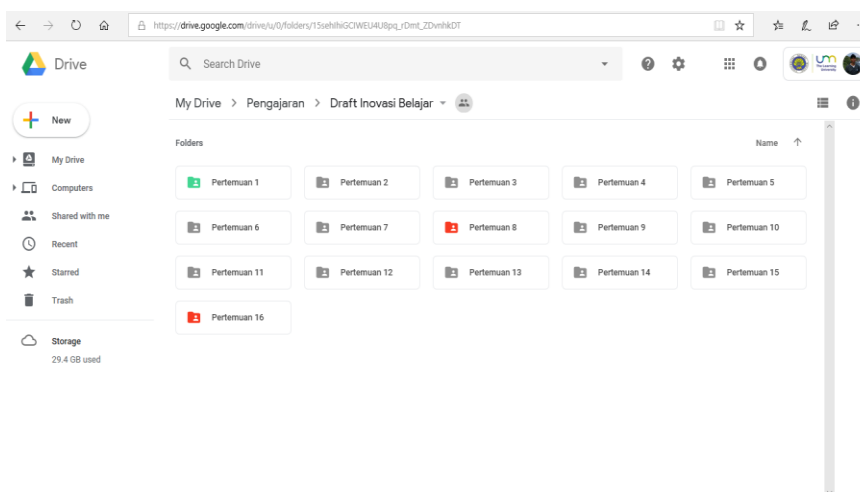 https://drive.google.com/drive/u/0/folders/15sehlhiGCIWEU4U8pq_rDmt_ZDvnhkDT
Drive
Search Drive
My Drive > Pengajaran > Draft Inovasi Belajar
New
Folders
Name
My Drive
Computers
Shared with me
Recent
Starred
Trash
Storage
29.4 GB used
Pertemuan 1
Pertemuan 2
Pertemuan 3
Pertemuan 4
Pertemuan 5
Pertemuan 6
Pertemuan 7
Pertemuan 8
Pertemuan 9
Pertemuan 10
Pertemuan 11
Pertemuan 12
Pertemuan 13
Pertemuan 14
Pertemuan 15
Pertemuan 16